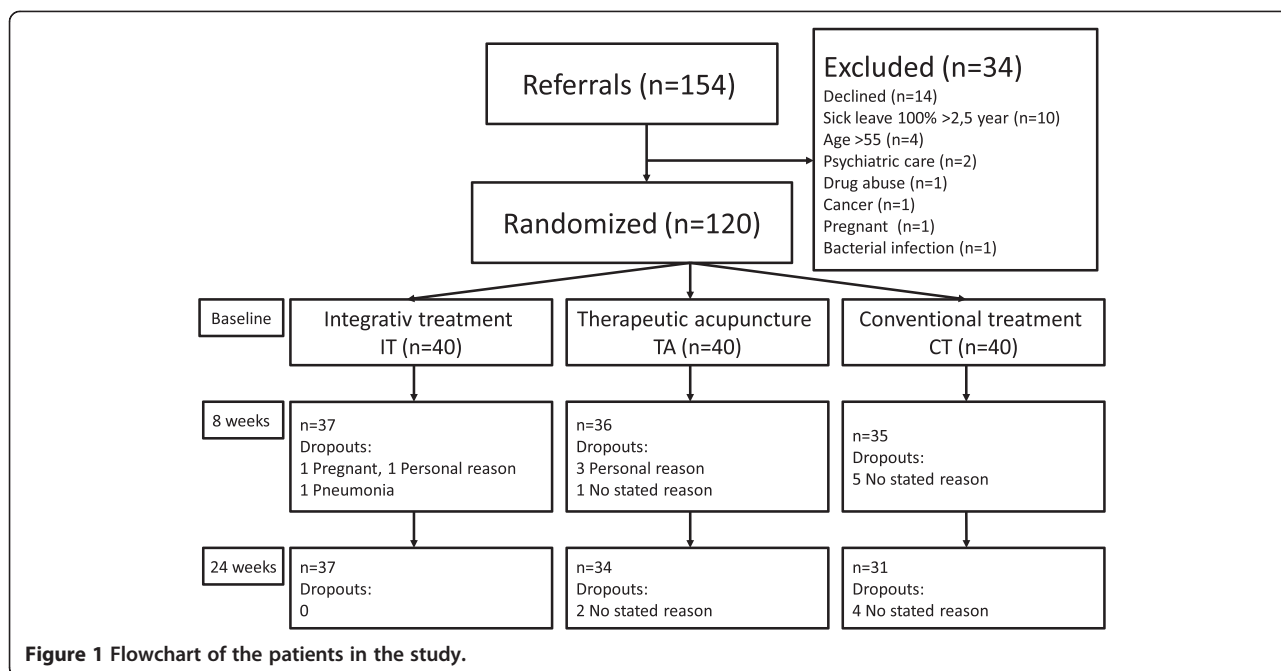 Referrals (n=154)
Excluded (n=34)
Declined (n=14)
Sick leave 100% >2,5 year (n=10)
Age >55 (n=4)
Psychiatric care (n=2)
Drug abuse (n=1)
Cancer (n=1)
Pregnant (n=1)
Bacterial infection (n=1)
Randomized (n=120)
Baseline
Integrativ treatment
IT (n=40)
Therapeutic acupuncture
TA (n=40)
Conventional treatment
CT (n=40)
8 weeks
n=37
Dropouts:
1 Pregnant, 1 Personal reason
1 Pneumonia
n=36
Dropouts:
3 Personal reason
1 No stated reason
n=35
Dropouts:
5 No stated reason
24 weeks
n=37
Dropouts:
0
n=34
Dropouts:
2 No stated reason
n=31
Dropouts:
4 No stated reason
Figure 1 Flowchart of the patients in the study.